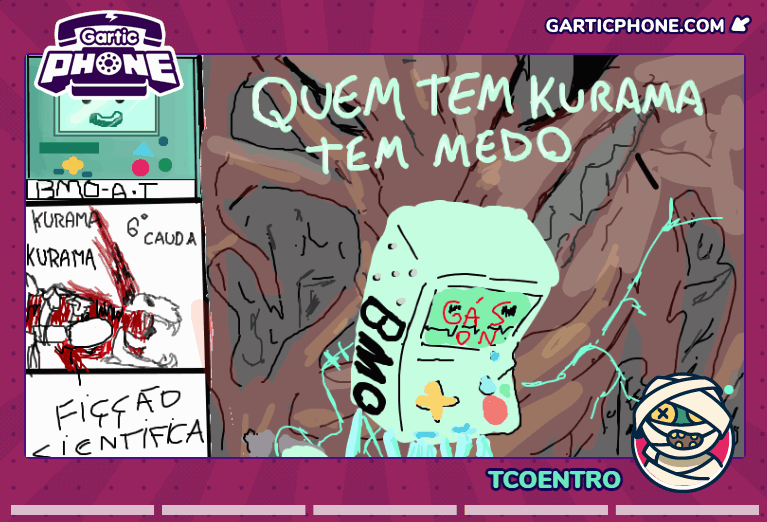 Gartic
PHONE
GARTICPHONE.COM
BMO-A.T
KURAMA
6° CAUDA
KURAMA
FICÇÃO
CIENTIFICA
QUEM TEM KURAMA
TEM MEDO
GÁS
ON
BMO
TCOENTRO